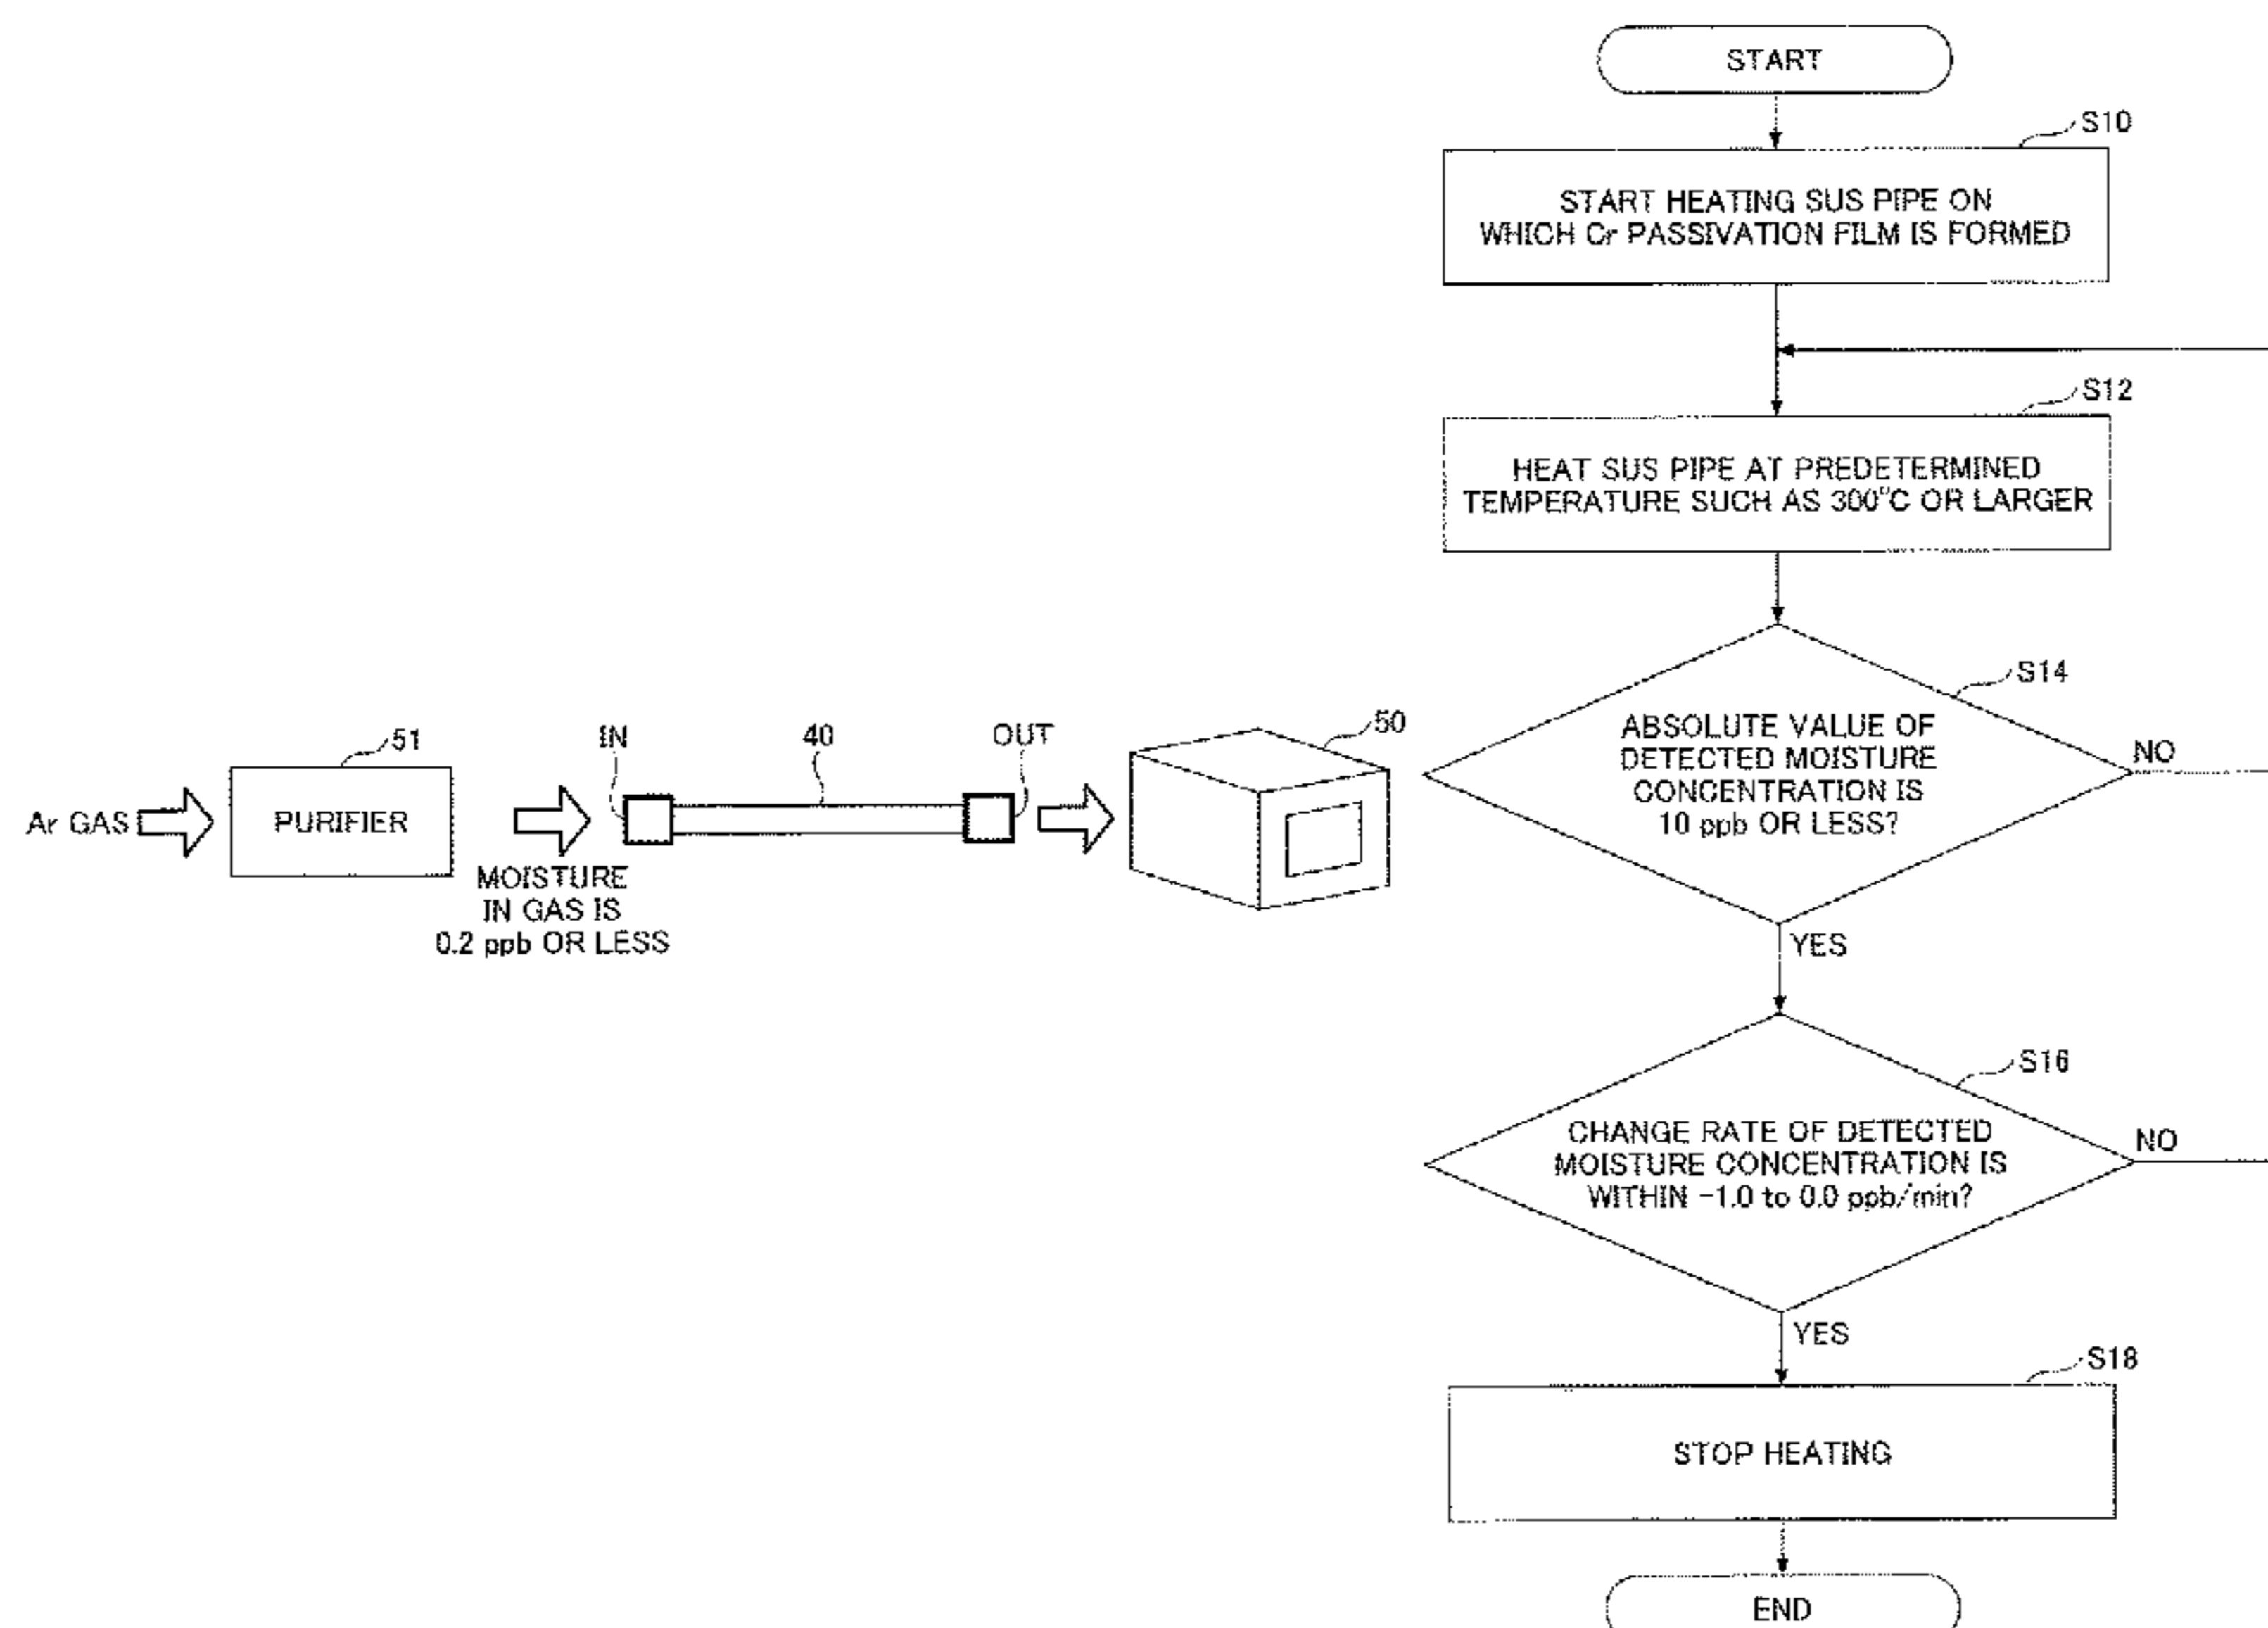 Ar GAS
51
PURIFIER
MOISTURE
IN GAS IS
0.2 ppb OR LESS
IN
40
OUT
50
START
S10
START HEATING SUS PIPE ON
WHICH Cr PASSIVATION FILM IS FORMED
S12
HEAT SUS PIPE AT PREDETERMINED
TEMPERATURE SUCH AS 300°C OR LARGER
S14
ABSOLUTE VALUE OF
DETECTED MOISTURE
CONCENTRATION IS
10 ppb OR LESS?
NO
YES
S16
CHANGE RATE OF DETECTED
MOISTURE CONCENTRATION IS
WITHIN -1.0 to 0.0 ppb/min?
NO
YES
S18
STOP HEATING
END